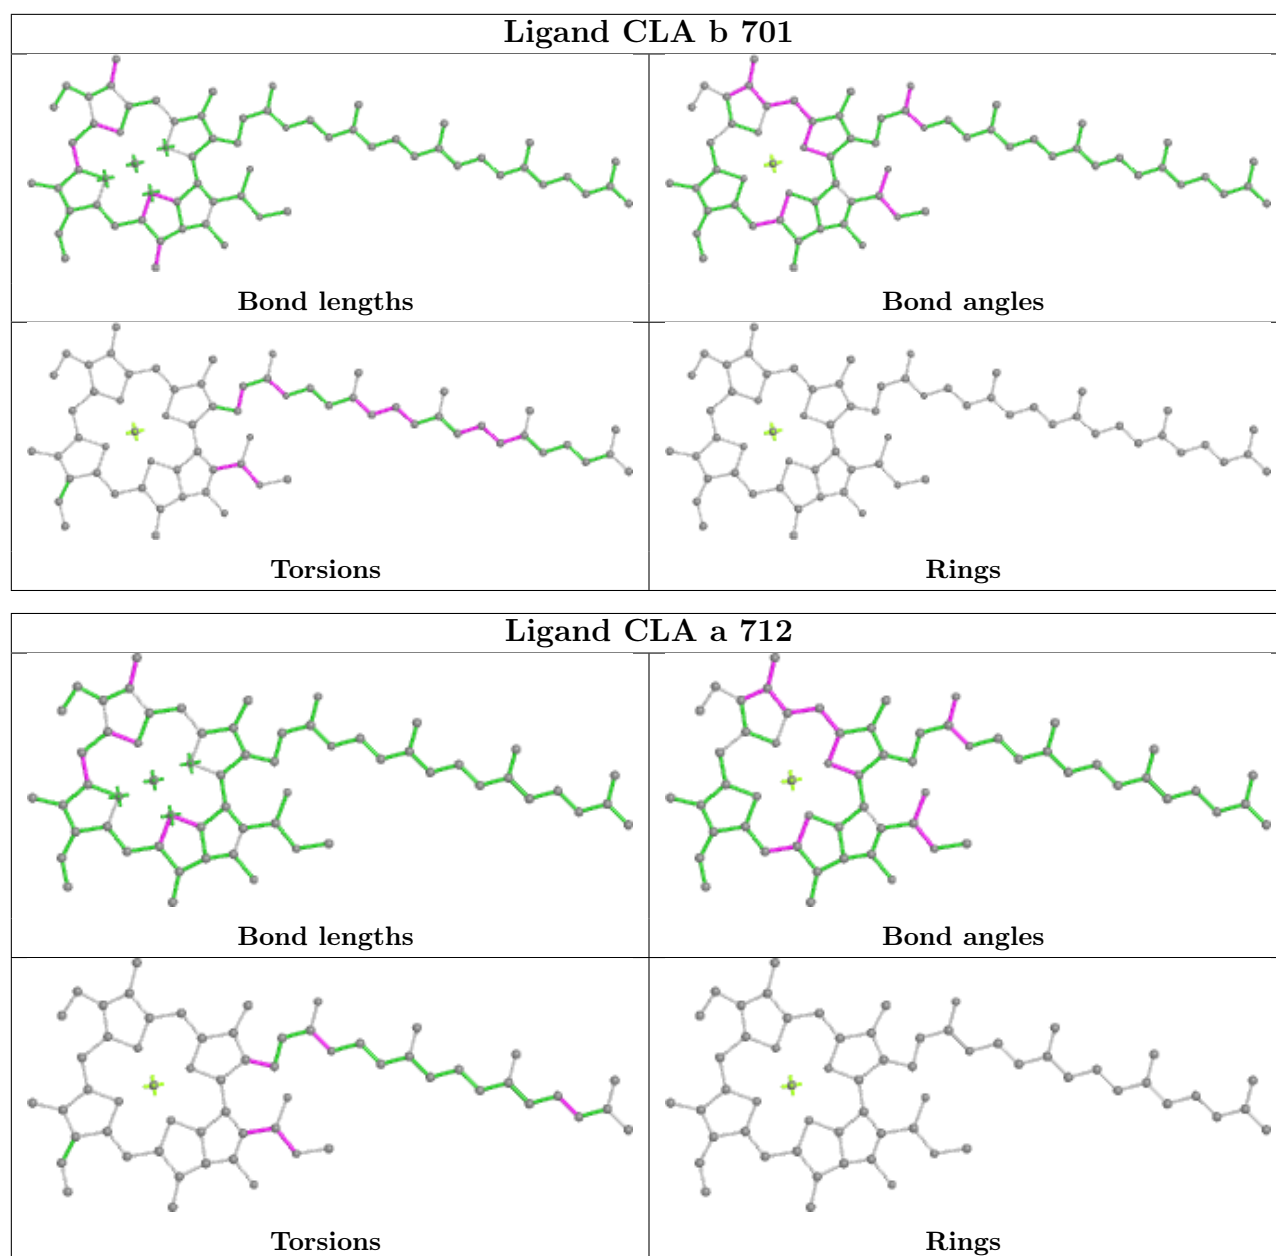 Ligand CLA b 701
Bond lengths
Bond angles
Torsions
Rings
Ligand CLA a 712
Bond lengths
Bond angles
Torsions
Rings